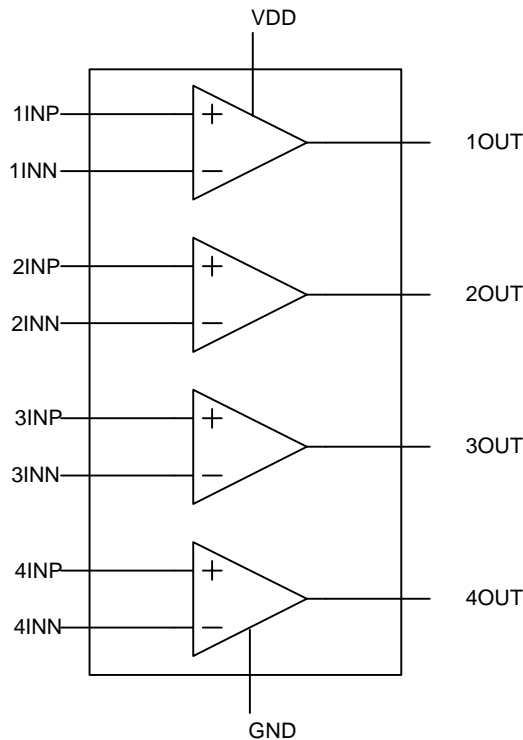 VDD
1INP
+
1OUT
1INN
−
2INP
+
2OUT
2INN
−
3INP
+
3OUT
3INN
−
4INP
+
4OUT
4INN
−
GND